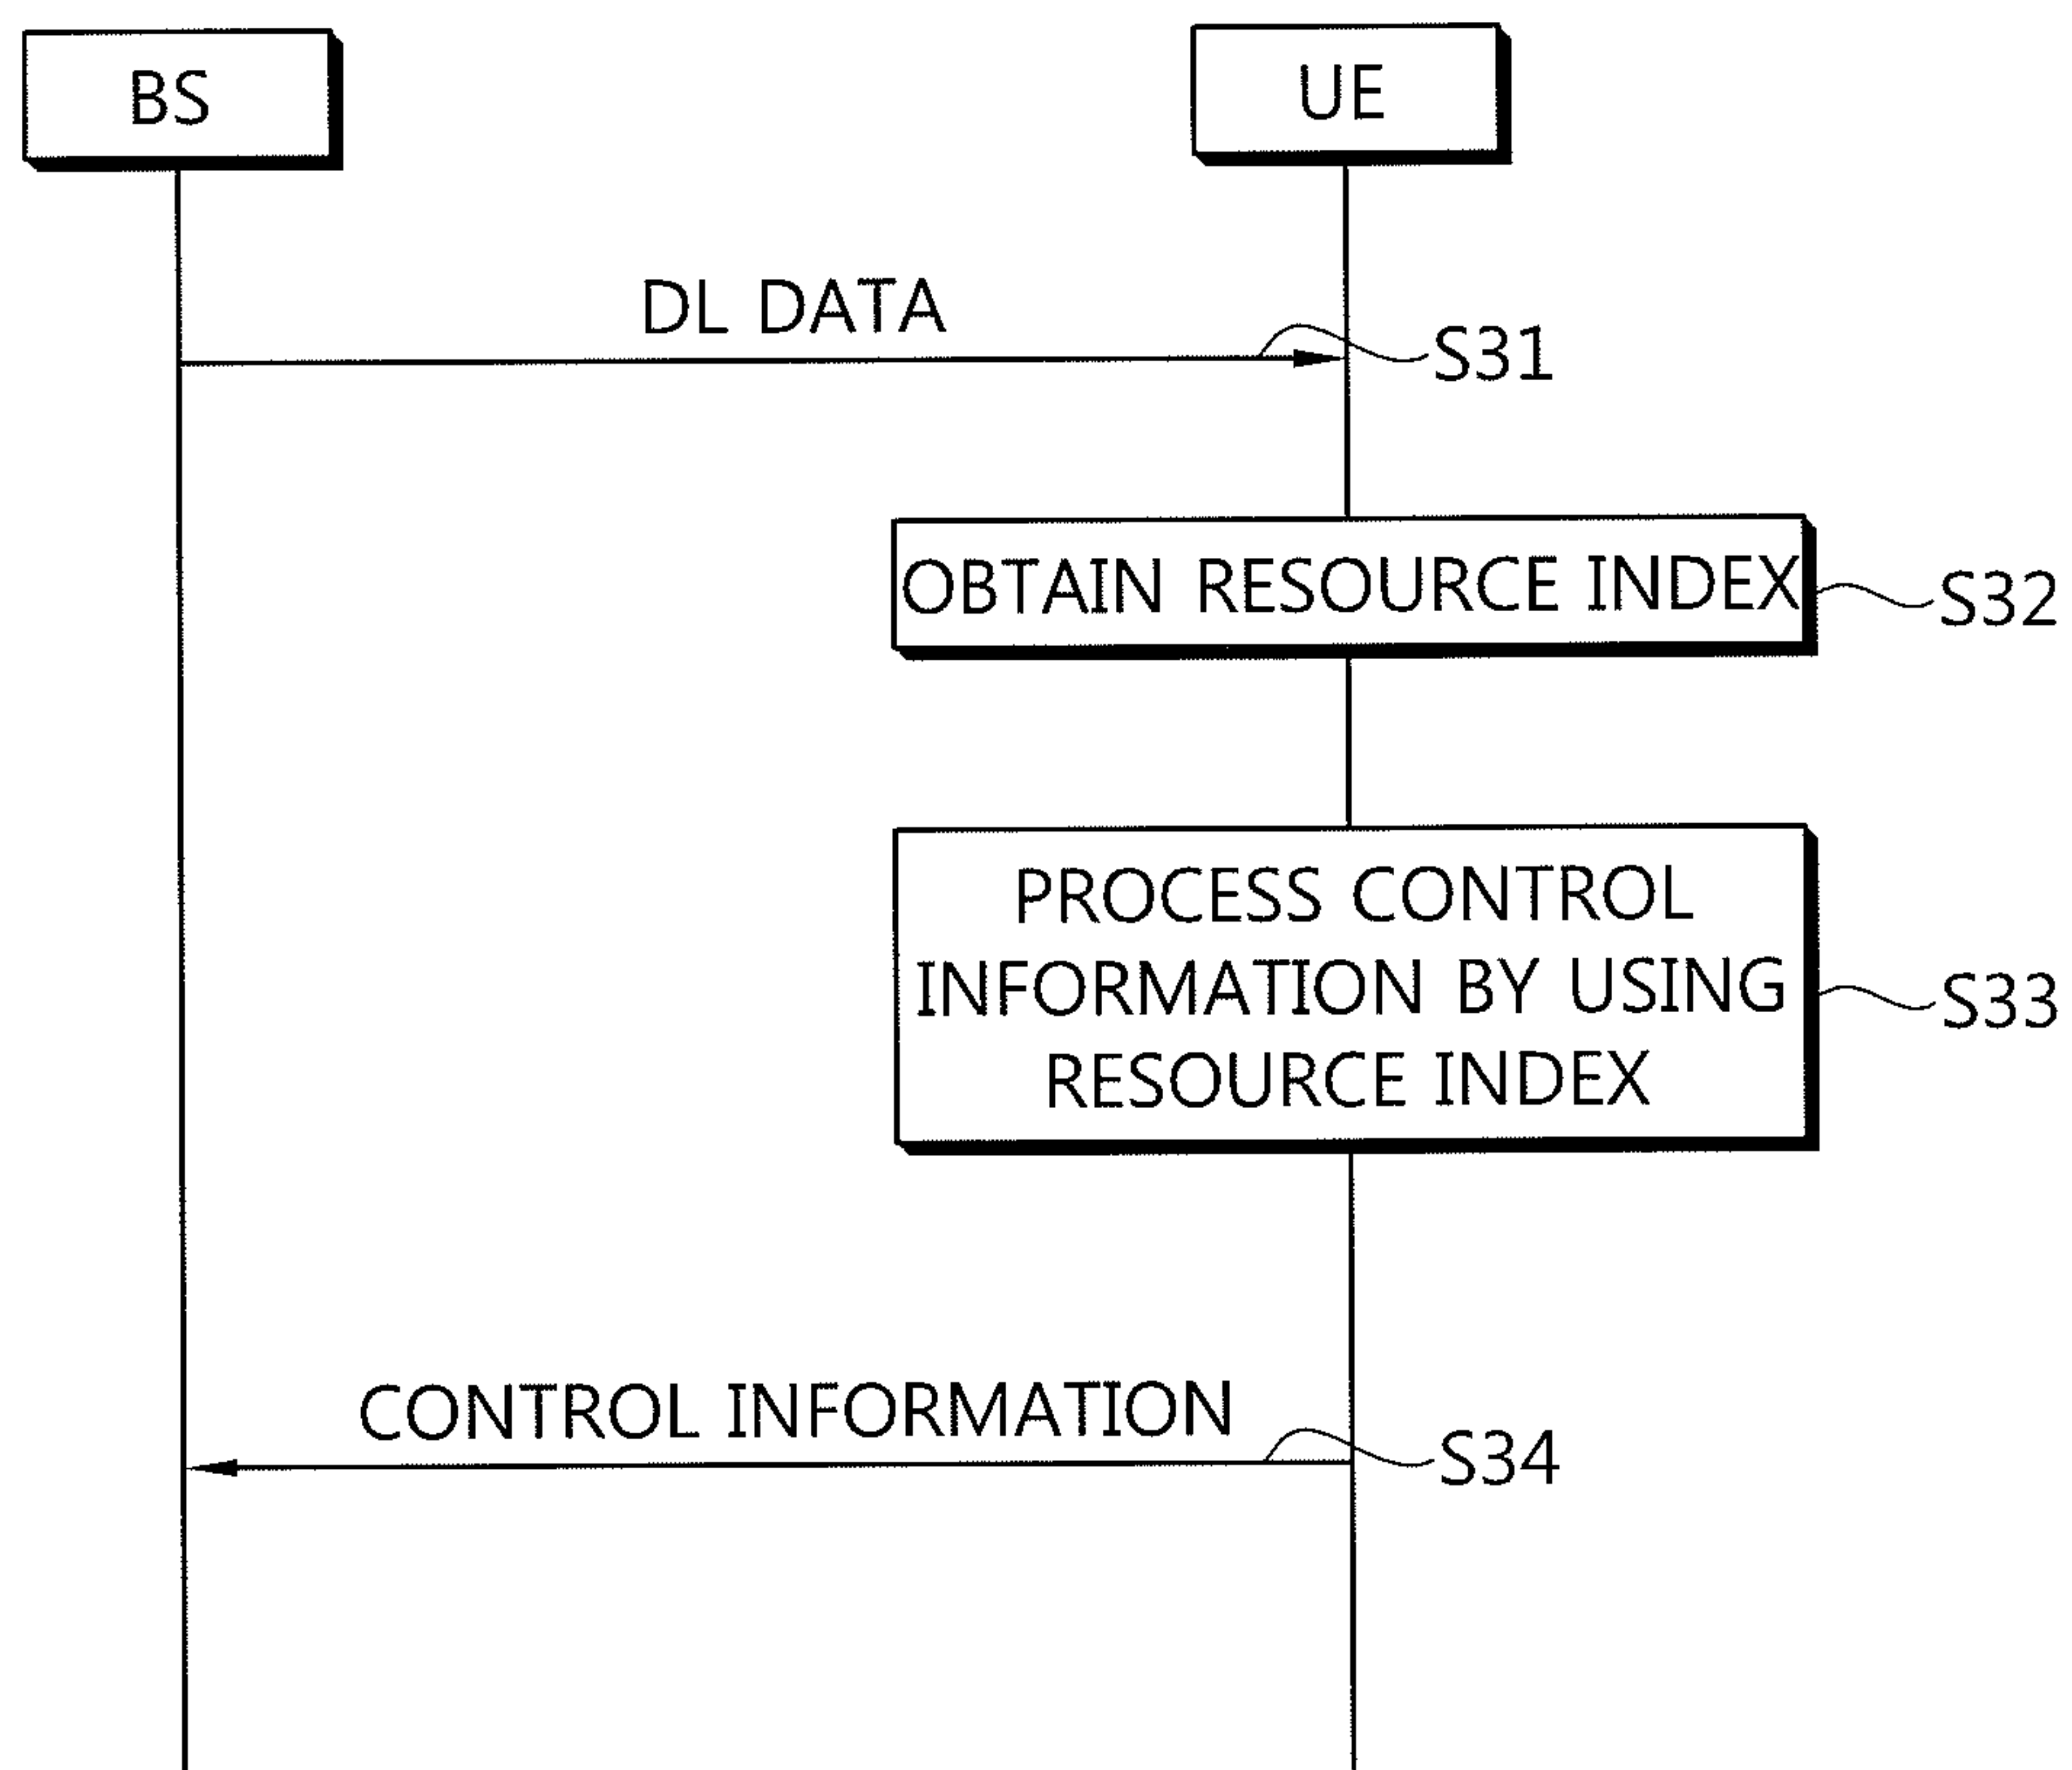 BS
UE
DL DATA
S31
OBTAIN RESOURCE INDEX
S32
PROCESS CONTROL
INFORMATION BY USING
RESOURCE INDEX
S33
CONTROL INFORMATION
S34